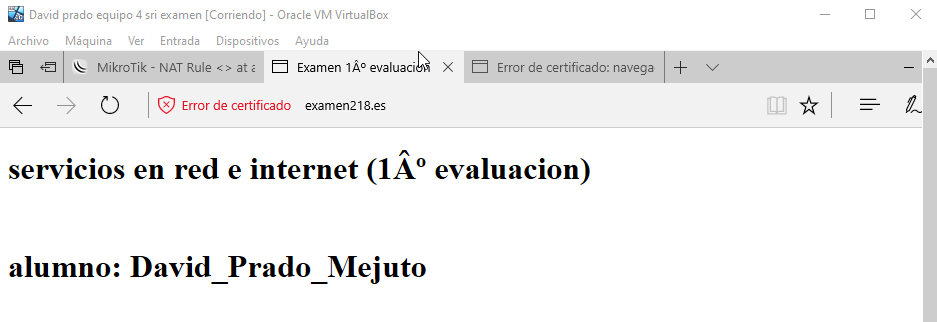 David prado equipo 4 sri examen [Corriendo] - Oracle VM VirtualBox
Archivo Máquina Ver Entrada Dispositivos Ayuda
MikroTik - NAT Rule <> at a Examen 1Âº evaluacion Error de certificado: navega
Error de certificado examen218.es
servicios en red e internet (1Âº evaluacion)
alumno: David_Prado_Mejuto